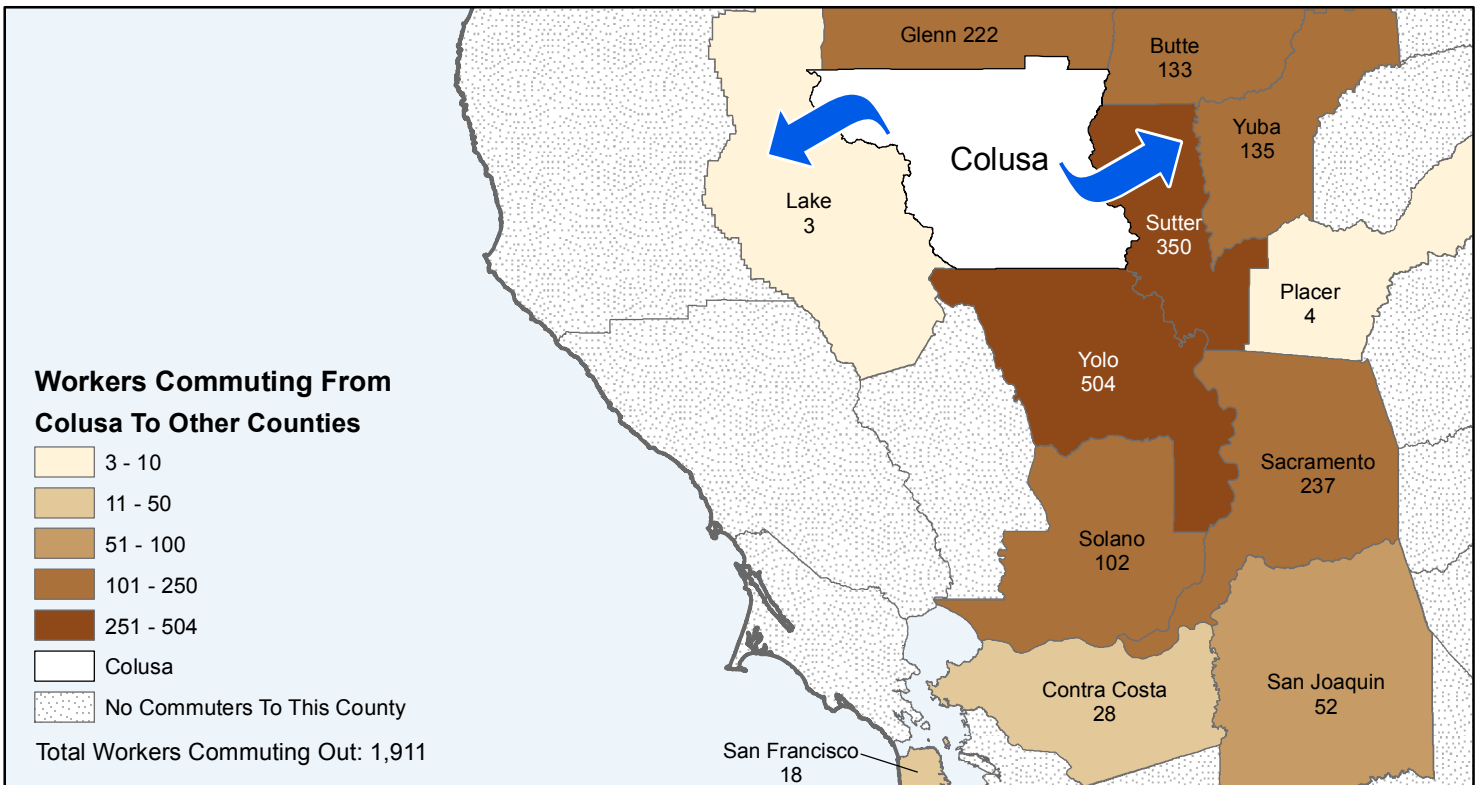 Glenn 222
Butte
133
Yuba
135
Colusa
Lake
3
Sutter
350
Placer
4
Yolo
504
Sacramento
237
Solano
102
Contra Costa
28
San Joaquin
52
San Francisco
18
Workers Commuting From
Colusa To Other Counties
3 - 10
11 - 50
51 - 100
101 - 250
251 - 504
Colusa
No Commuters To This County
Total Workers Commuting Out: 1,911